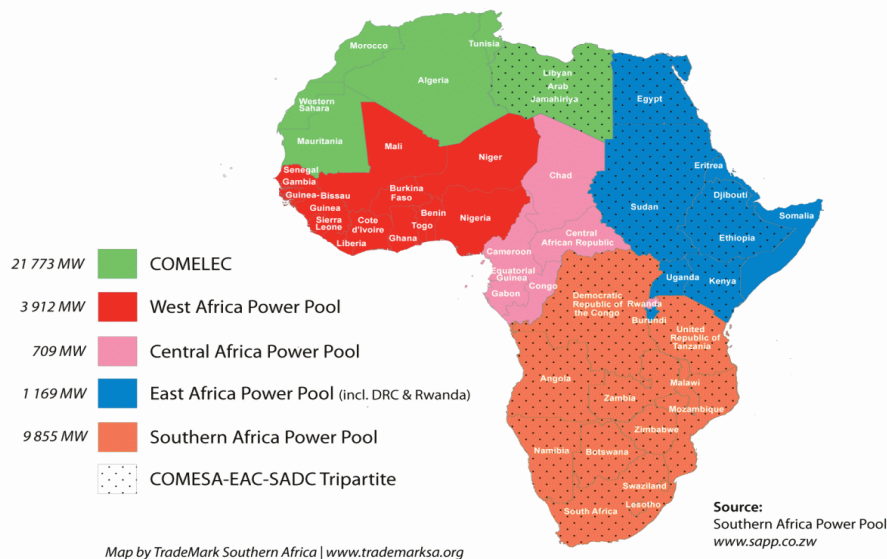 Morocco
Tunisia
Algeria
Libyan
Arab
Jamahiriya
Egypt
Western
Sahara
Mauritania
Mali
Niger
Chad
Sudan
Eritrea
Djibouti
Somalia
Ethiopia
Senegal
Gambia
Guinea-Bissau
Guinea
Sierra
Leone
Liberia
Cote
d'Ivoire
Burkina
Faso
Ghana
Togo
Benin
Nigeria
Cameroon
Central
African Republic
Equatorial
Guinea
Gabon
Congo
Uganda
Kenya
Democratic
Republic of
the Congo
Rwanda
Burundi
United
Republic of
Tanzania
Angola
Zambia
Malawi
Mozambique
Zimbabwe
Namibia
Botswana
Swaziland
Lesotho
South Africa
21 773 MW COMELEC
3 912 MW West Africa Power Pool
709 MW Central Africa Power Pool
1 169 MW East Africa Power Pool (incl. DRC & Rwanda)
9 855 MW Southern Africa Power Pool
COMESA-EAC-SADC Tripartite
Source:
Southern Africa Power Pool
www.sapp.co.zw
Map by TradeMark Southern Africa | www.trademarksa.org